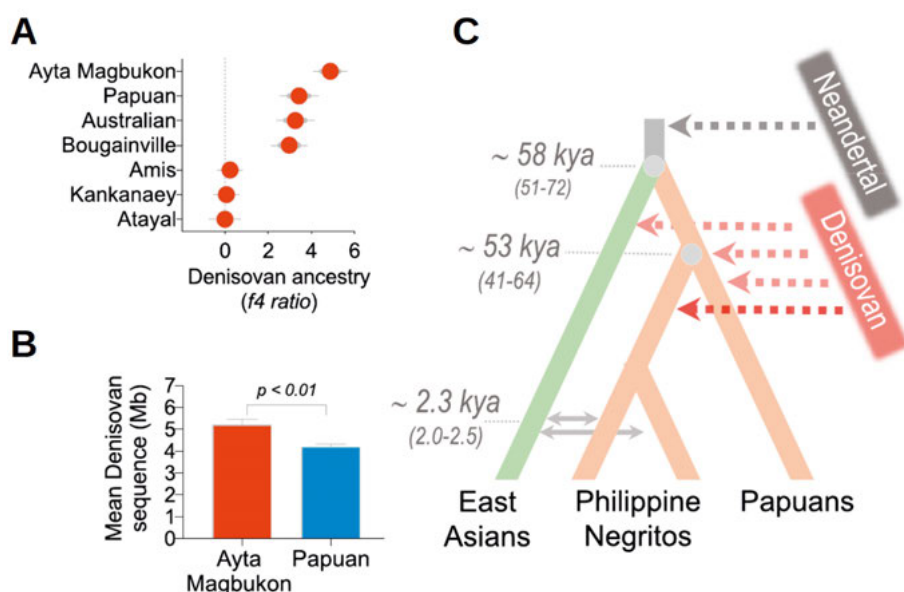 A
Ayta Magbukon
Papuan
Australian
Bougainville
Amis
Kankanaey
Atayal
0 2 4 6
Denisovan ancestry
(f4 ratio)
B
Mean Denisovan
sequence (Mb)
7
6
5
4
3
2
1
0
p < 0.01
Ayta
Magbukon
Papuan
C
Neandertal
Denisovan
~ 58 kya
(51-72)
~ 53 kya
(41-64)
~ 2.3 kya
(2.0-2.5)
East
Asians
Philippine
Negritos
Papuans